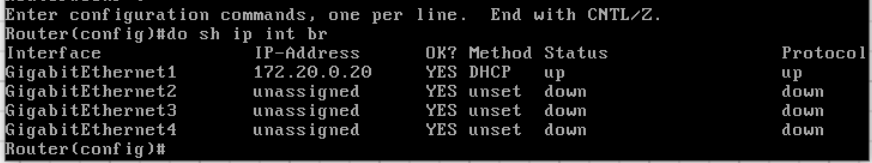 Enter configuration commands, one per line.  End with CNTL/Z.
Router(config)#do sh ip int br
Interface              IP-Address      OK? Method Status                Protocol
GigabitEthernet1       172.20.0.20     YES DHCP   up                    up
GigabitEthernet2       unassigned      YES unset  down                  down
GigabitEthernet3       unassigned      YES unset  down                  down
GigabitEthernet4       unassigned      YES unset  down                  down
Router(config)#